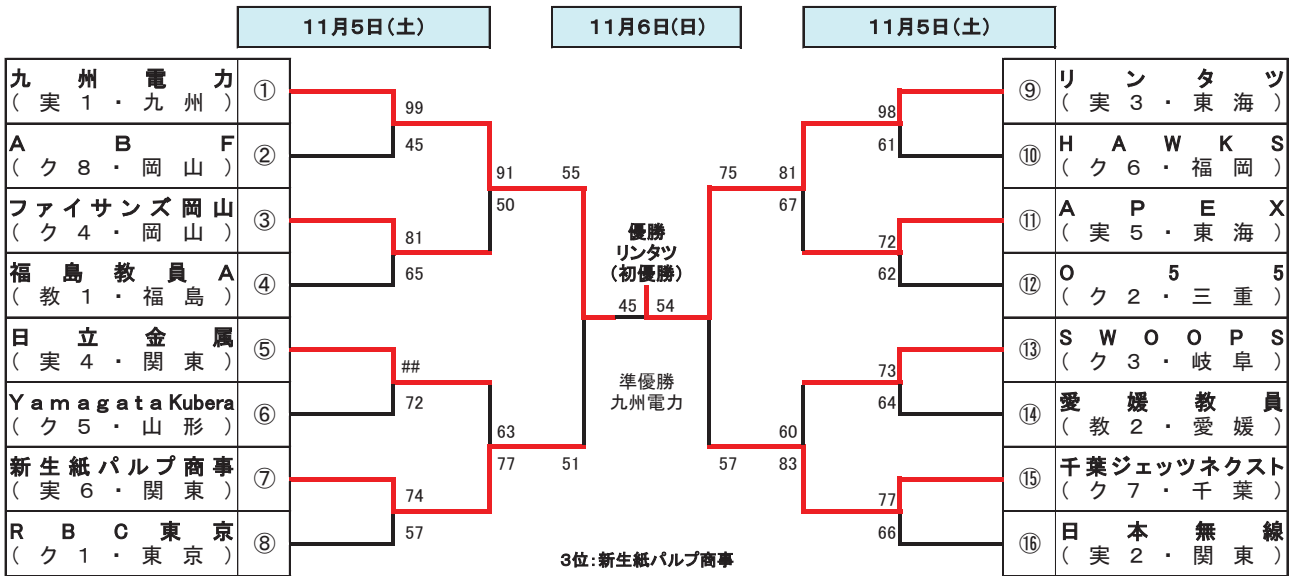 11月5日(土)
11月6日(日)
11月5日(土)
九州電力
(実1・九州)
①
ABF
(ク8・岡山)
②
ファイサンズ岡山
(ク4・岡山)
③
福島教員A
(教1・福島)
④
日立金属
(実4・関東)
⑤
Yamagata Kubera
(ク5・山形)
⑥
新生紙パルプ商事
(実6・関東)
⑦
RBC東京
(ク1・東京)
⑧
99
45
81
65
##
72
74
57
91
50
63
77
55
51
優勝
リンタツ
(初優勝)
45
54
準優勝
九州電力
3位:新生紙パルプ商事
75
57
81
67
60
83
98
61
72
62
73
64
77
66
⑨
リンタツ
(実3・東海)
⑩
HAWKS
(ク6・福岡)
⑪
APEX
(実5・東海)
⑫
O55
(ク2・三重)
⑬
SWOOPS
(ク3・岐阜)
⑭
愛媛教員
(教2・愛媛)
⑮
千葉ジェッツネクスト
(ク7・千葉)
⑯
日本無線
(実2・関東)